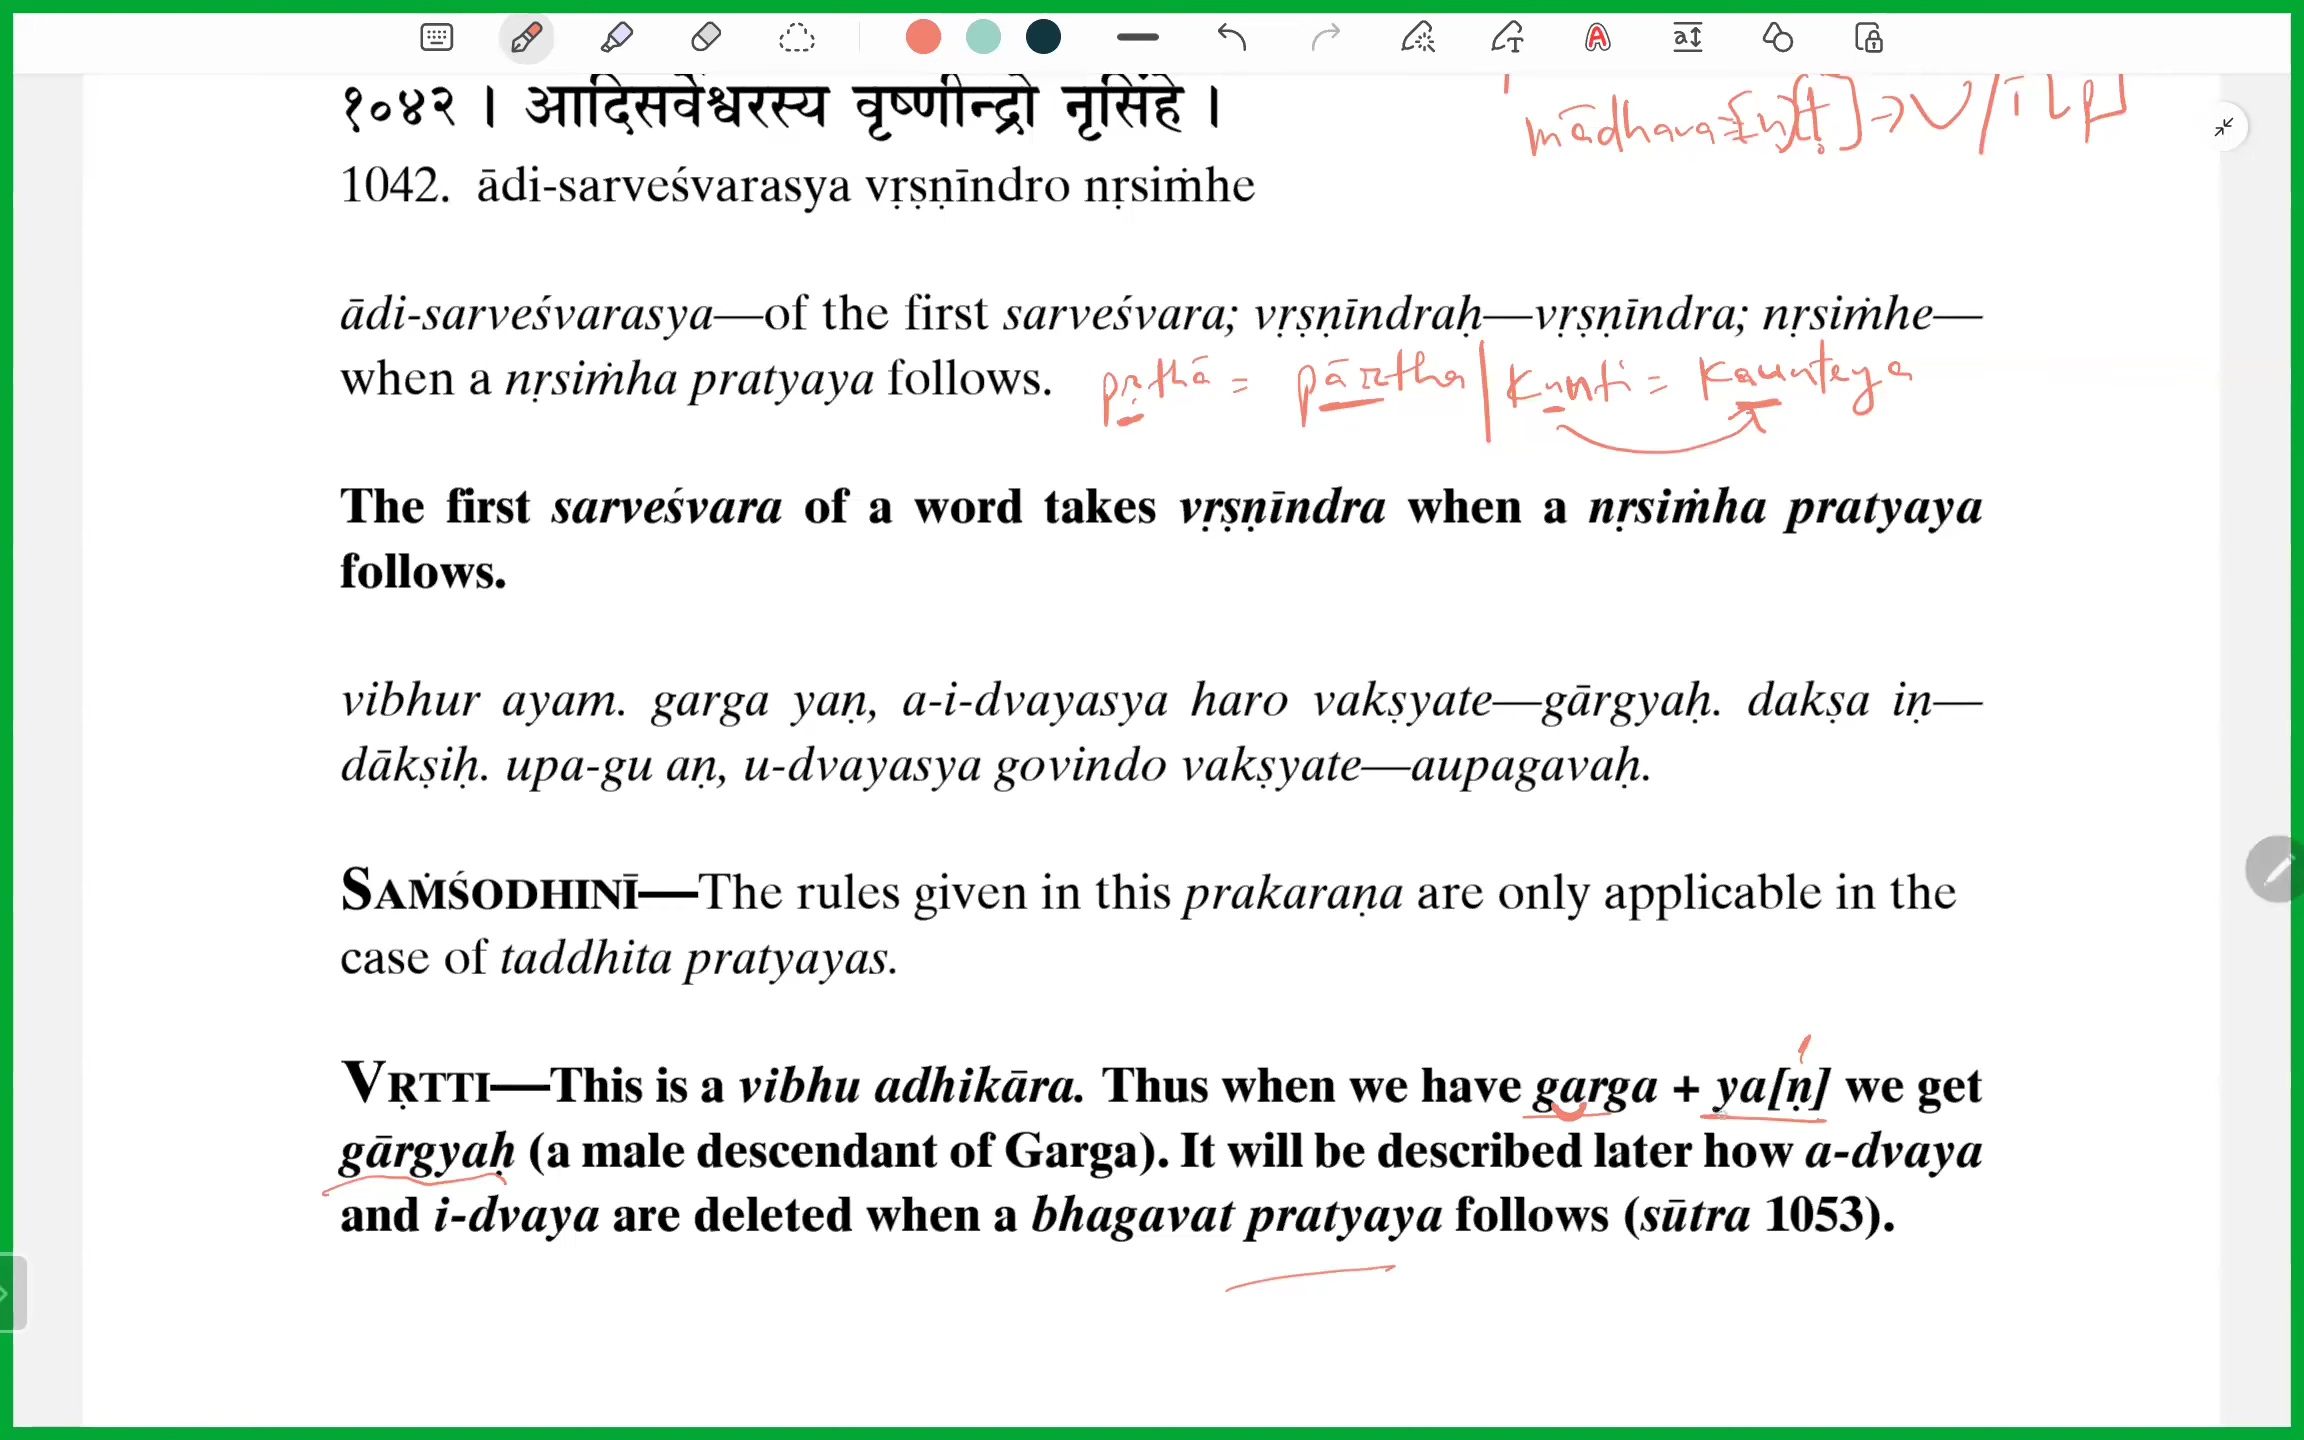 १०४२ । आदिसर्वेश्वरस्य वृष्णीन्द्रो नृसिंहे ।
mādhava [ṇ][ṭ] => V / ī L p
1042. ādi-sarveśvarasya vṛṣṇīndro nṛsiṁhe
ādi-sarveśvarasya—of the first sarveśvara; vṛṣṇīndraḥ—vṛṣṇīndra; nṛsiṁhe—
when a nṛsiṁha pratyaya follows.
pṛthā = pārtha | Kunti = Kaunteya
The first sarveśvara of a word takes vṛṣṇīndra when a nṛsiṁha pratyaya
follows.
vibhur ayam. garga yaṇ, a-i-dvayasya haro vakṣyate—gārgyaḥ. dakṣa iṇ—
dākṣiḥ. upa-gu aṇ, u-dvayasya govindo vakṣyate—aupagavaḥ.
SAṀŚODHINĪ—The rules given in this prakaraṇa are only applicable in the
case of taddhita pratyayas.
VṚTTI—This is a vibhu adhikāra. Thus when we have garga + ya[ṇ] we get
gārgyaḥ (a male descendant of Garga). It will be described later how a-dvaya
and i-dvaya are deleted when a bhagavat pratyaya follows (sūtra 1053).